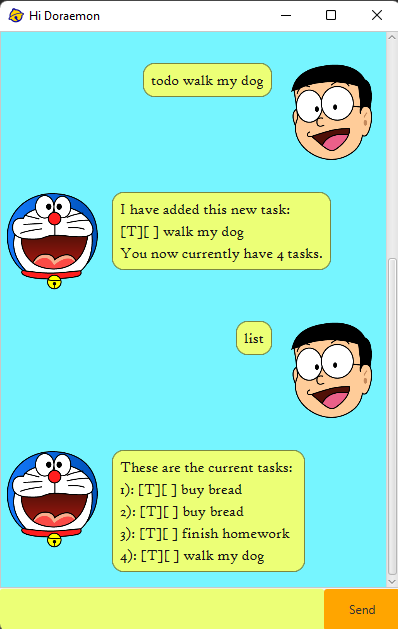 Hi Doraemon
todo walk my dog
I have added this new task:
[T][ ] walk my dog
You now currently have 4 tasks.
list
These are the current tasks:
1): [T][ ] buy bread
2): [T][ ] buy bread
3): [T][ ] finish homework
4): [T][ ] walk my dog
Send